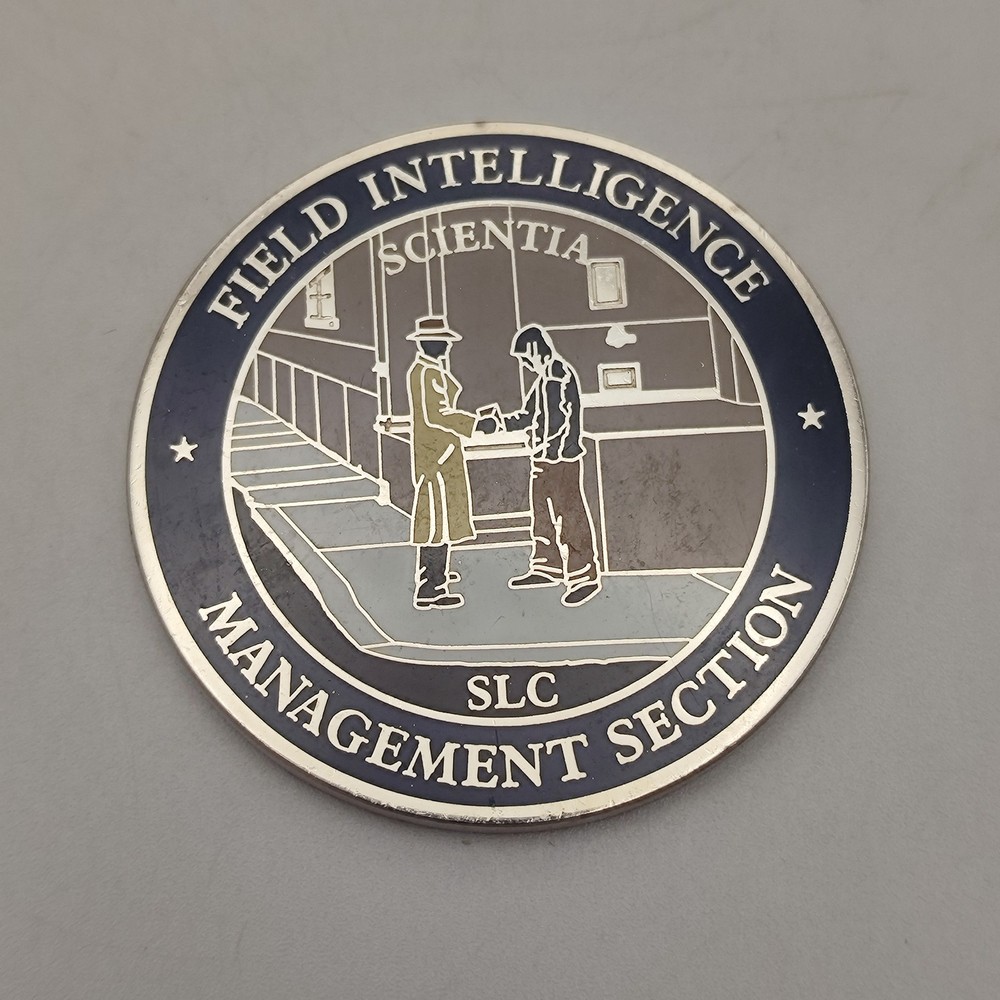 FIELD INTELLIGENCE
SCIENTIA
SLC
MANAGEMENT SECTION